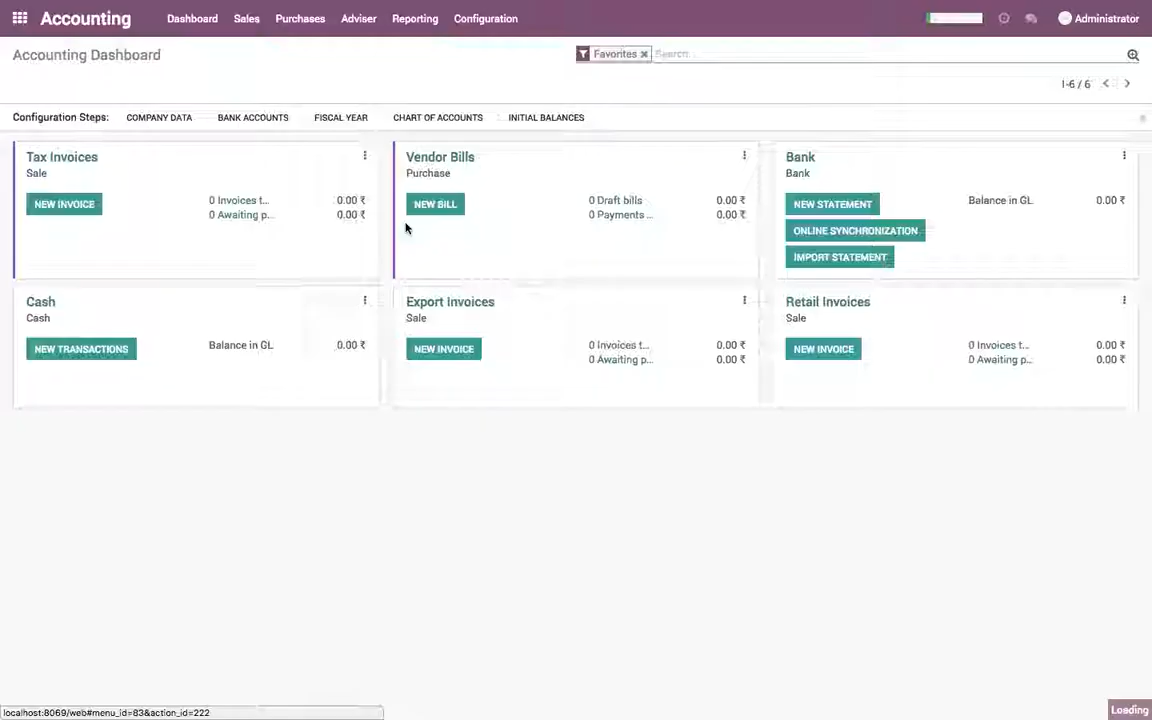 Accounting Dashboard Sales Purchases Adviser Reporting Configuration Administrator
Accounting Dashboard Favorites Search...
1-6 / 6
Configuration Steps: COMPANY DATA BANK ACCOUNTS FISCAL YEAR CHART OF ACCOUNTS INITIAL BALANCES
Tax Invoices
Sale
NEW INVOICE
0 Invoices t... 0.00 ₹
0 Awaiting p... 0.00 ₹
Vendor Bills
Purchase
NEW BILL
0 Draft bills 0.00 ₹
0 Payments ... 0.00 ₹
Bank
Bank
NEW STATEMENT
ONLINE SYNCHRONIZATION
IMPORT STATEMENT
Balance in GL 0.00 ₹
Cash
Cash
NEW TRANSACTIONS
Balance in GL 0.00 ₹
Export Invoices
Sale
NEW INVOICE
0 Invoices t... 0.00 ₹
0 Awaiting p... 0.00 ₹
Retail Invoices
Sale
NEW INVOICE
0 Invoices t... 0.00 ₹
0 Awaiting p... 0.00 ₹
localhost:8069/web#menu_id=83&action_id=222
Loading